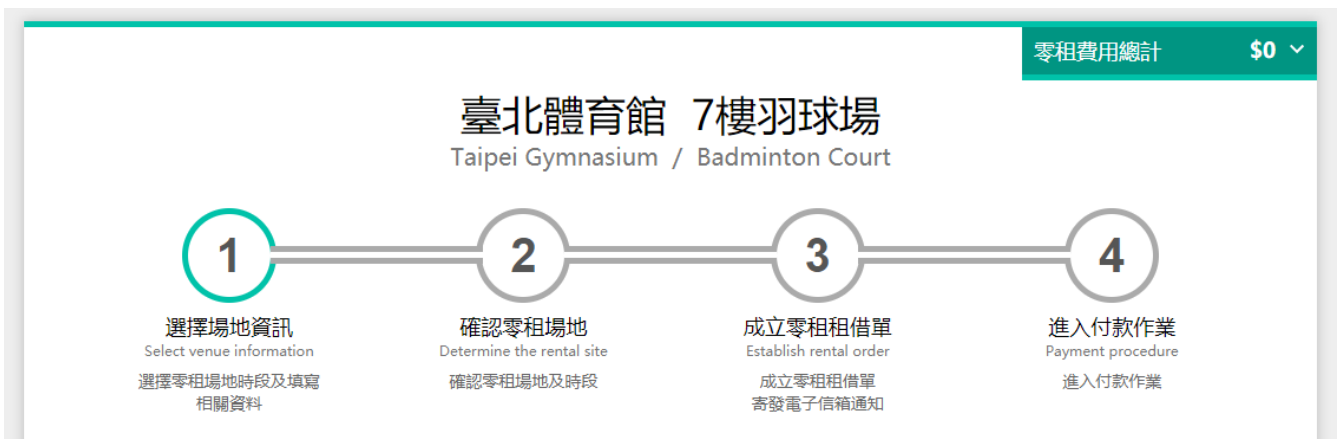 零租費用總計 $0
臺北體育館 7樓羽球場
Taipei Gymnasium / Badminton Court
1 2 3 4
選擇場地資訊 確認零租場地 成立零租租借單 進入付款作業
Select venue information Determine the rental site Establish rental order Payment procedure
選擇零租場地時段及填寫 確認零租場地及時段 成立零租租借單 進入付款作業
相關資料 寄發電子信箱通知